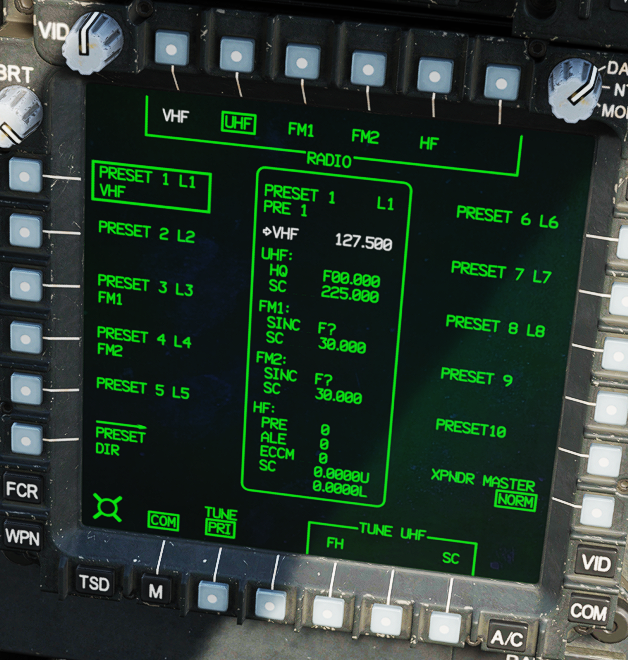 VID
BRT
DA
NT
MO
VHF UHF FM1 FM2 HF
RADIO
PRESET 1 L1
VHF
PRESET 2 L2
PRESET 3 L3
FM1
PRESET 4 L4
FM2
PRESET 5 L5
PRESET
DIR
PRESET 1 L1
PRE 1
VHF 127.500
UHF:
HQ F00.000
SC 225.000
FM1:
SINC F?
SC 30.000
FM2:
SINC F?
SC 30.000
HF:
PRE 0
ALE 0
ECCM 0
SC 0.0000U
0.0000L
PRESET 6 L6
PRESET 7 L7
PRESET 8 L8
PRESET 9
PRESET10
XPNDR MASTER
NORM
COM
TUNE
PRI
TUNE UHF
FH SC
FCR
WPN
TSD
M
VID
COM
A/C